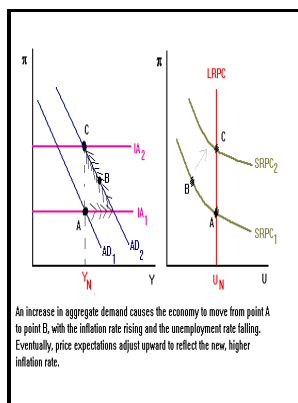 π
π
LRPC
C
IA2
C
SRPC2
B
B
A
IA1
A
SRPC1
AD1
AD2
YN
Y
UN
U
An increase in aggregate demand causes the economy to move from point A
to point B, with the inflation rate rising and the unemployment rate falling.
Eventually, price expectations adjust upward to reflect the new, higher
inflation rate.